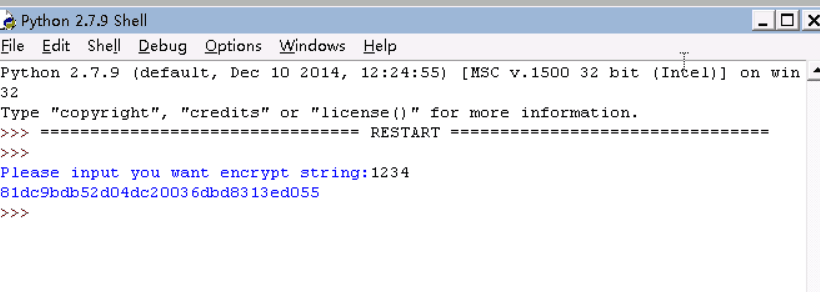 Python 2.7.9 Shell
File Edit Shell Debug Options Windows Help
Python 2.7.9 (default, Dec 10 2014, 12:24:55) [MSC v.1500 32 bit (Intel)] on win
32
Type "copyright", "credits" or "license()" for more information.
>>> ================================ RESTART ================================
>>>
Please input you want encrypt string:1234
81dc9bdb52d04dc20036dbd8313ed055
>>>